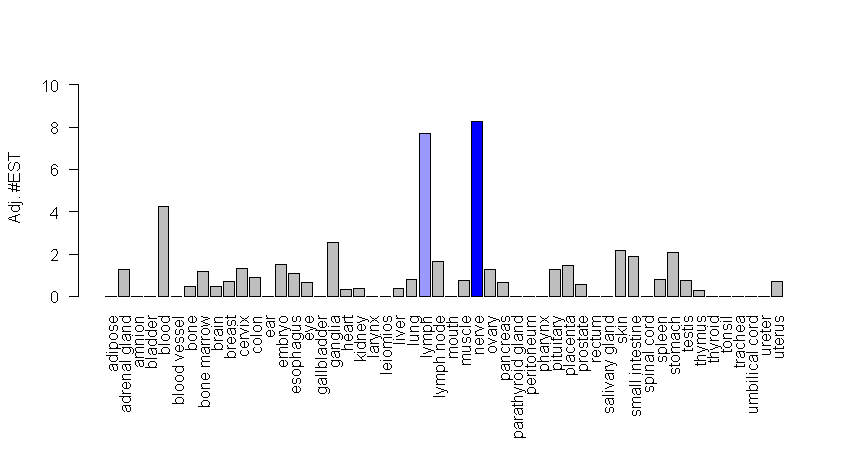 10
8
6
4
2
0
Adj. #EST
adipose
adrenal gland
amnion
bladder
blood
blood vessel
bone
bone marrow
brain
breast
cervix
colon
ear
embryo
esophagus
eye
gallbladder
ganglia
heart
kidney
larynx
leiomios
liver
lung
lymph
lymph node
mouth
muscle
nerve
ovary
pancreas
parathyroid gland
peritoneum
pharynx
pituitary
placenta
prostate
rectum
salivary gland
skin
small intestine
spinal cord
spleen
stomach
testis
thymus
thyroid
tonsil
trachea
umbilical cord
ureter
uterus